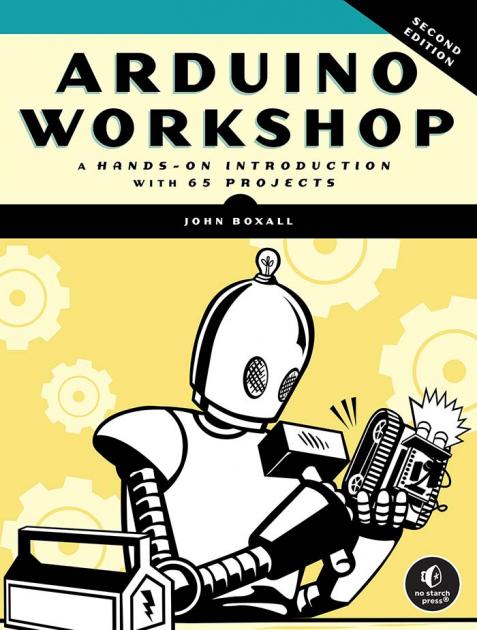 SECOND
EDITION
ARDUINO
WORKSHOP
A HANDS-ON INTRODUCTION
WITH 65 PROJECTS
JOHN BOXALL
no starch
press®